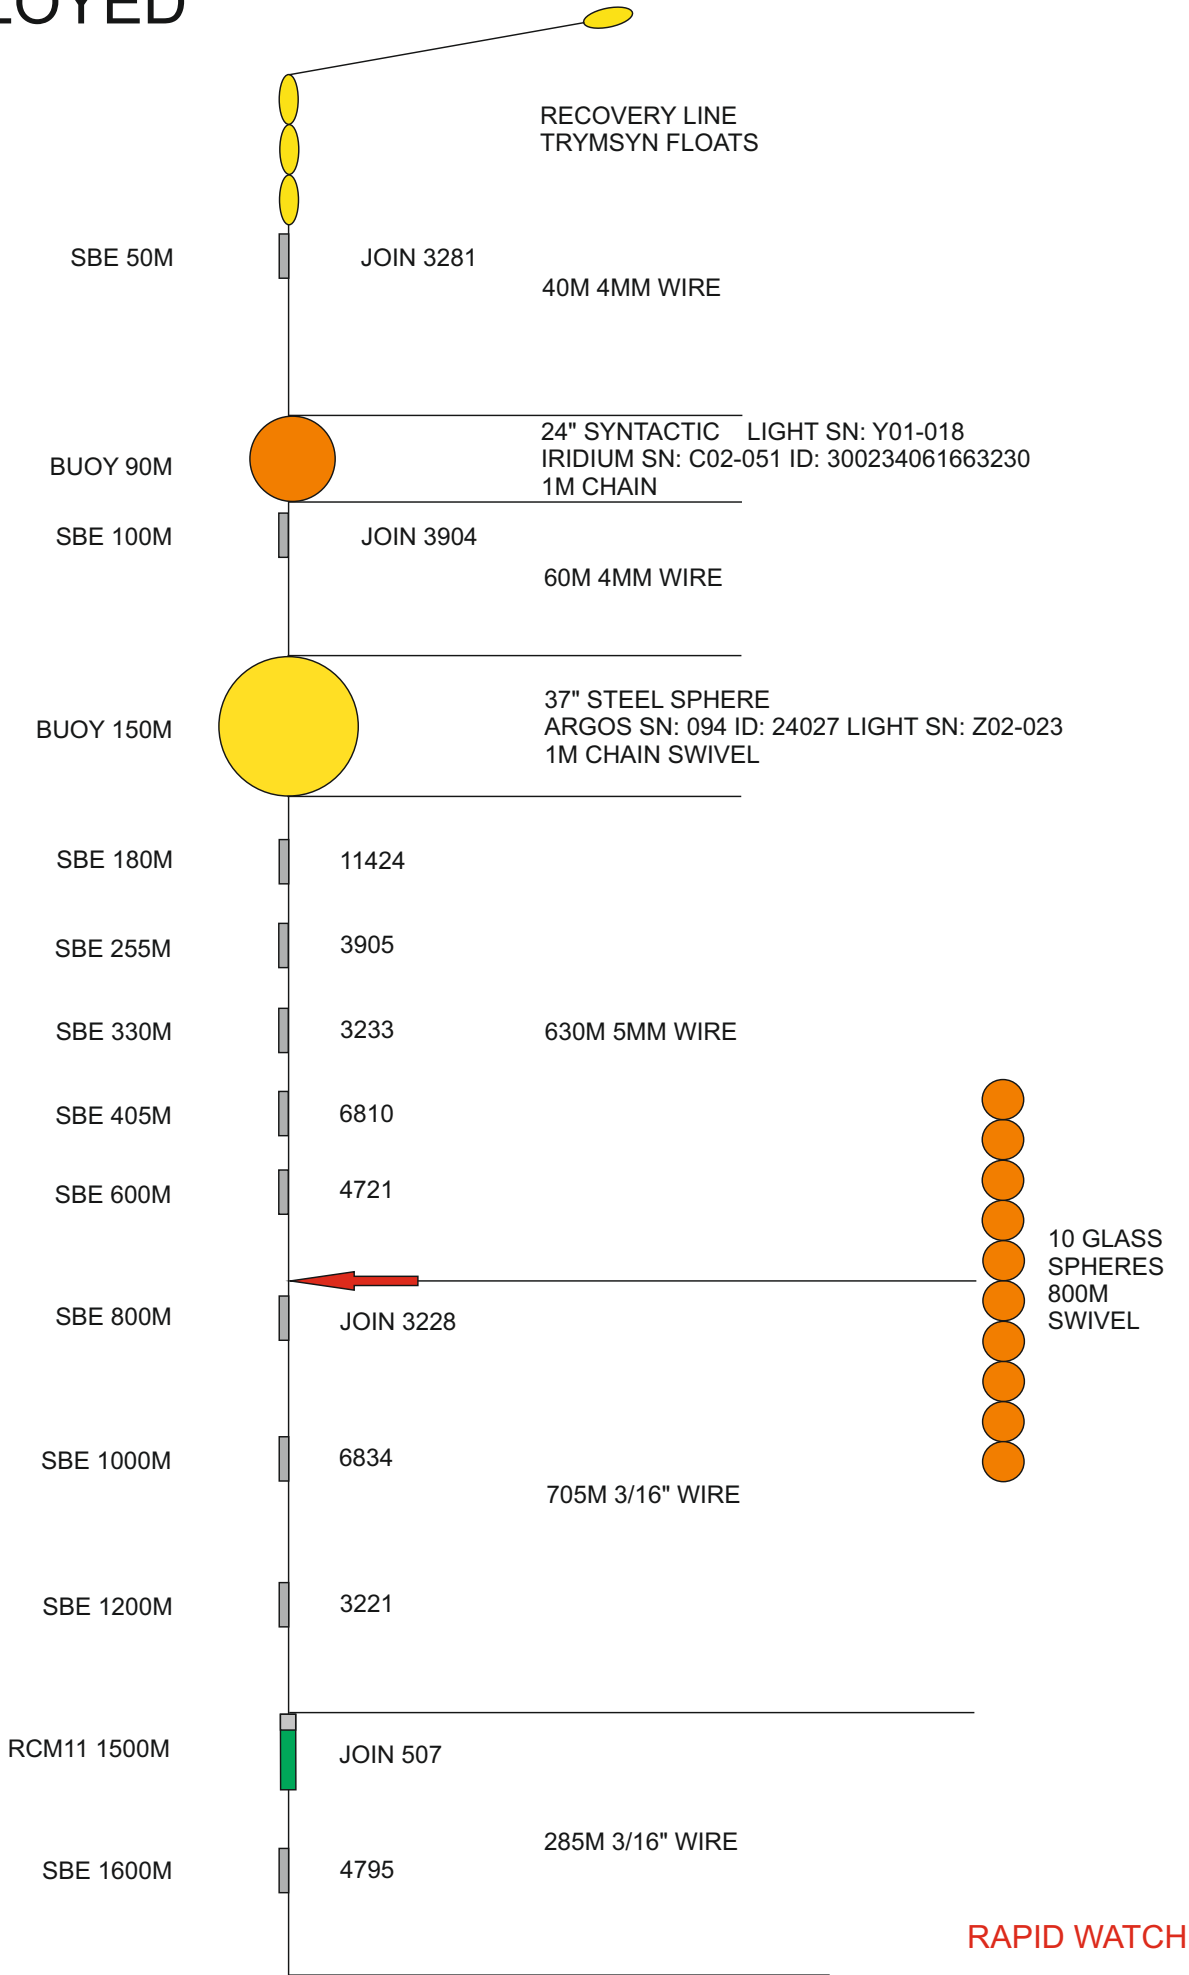 LOYED
RECOVERY LINE
TRYMSYN FLOATS
SBE 50M
JOIN 3281
40M 4MM WIRE
24" SYNTACTIC LIGHT SN: Y01-018
BUOY 90M
IRIDIUM SN: C02-051 ID: 300234061663230
1M CHAIN
SBE 100M
JOIN 3904
60M 4MM WIRE
37" STEEL SPHERE
BUOY 150M
ARGOS SN: 094 ID: 24027 LIGHT SN: Z02-023
1M CHAIN SWIVEL
SBE 180M
11424
SBE 255M
3905
SBE 330M
3233
630M 5MM WIRE
SBE 405M
6810
SBE 600M
4721
10 GLASS
SPHERES
800M
SWIVEL
SBE 800M
JOIN 3228
SBE 1000M
6834
705M 3/16" WIRE
SBE 1200M
3221
RCM11 1500M
JOIN 507
285M 3/16" WIRE
SBE 1600M
4795
RAPID WATCH